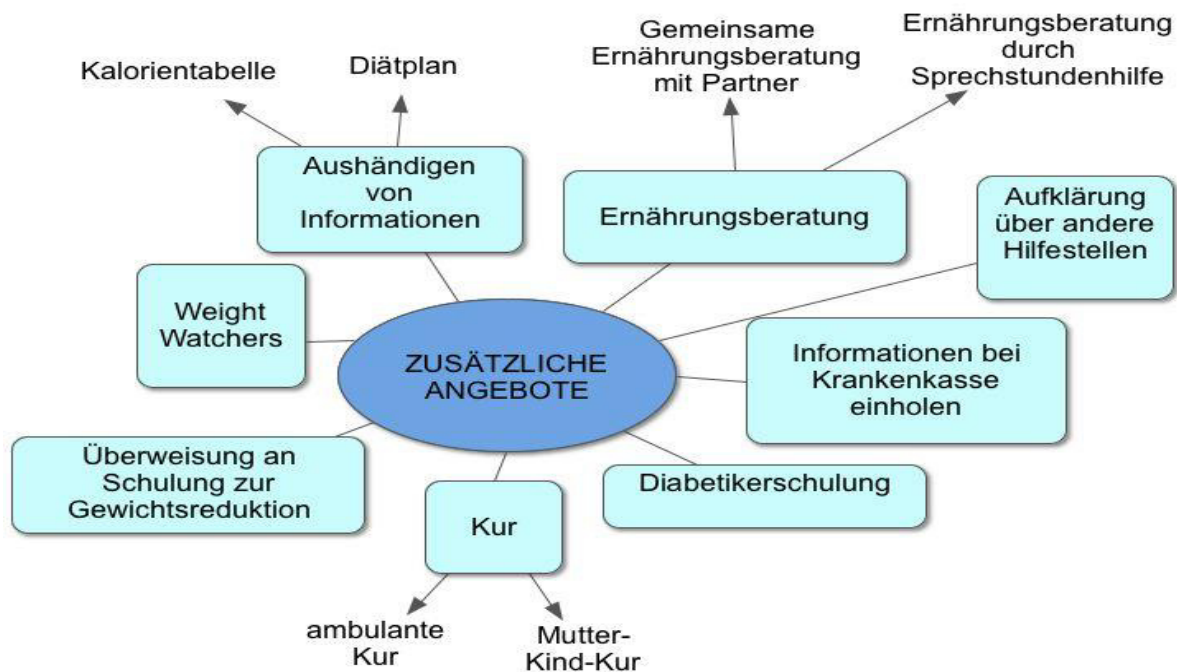 Kalorientabelle
Diätplan
Gemeinsame
Ernährungsberatung
mit Partner
Ernährungsberatung
durch
Sprechstundenhilfe
Aushändigen
von
Informationen
Ernährungsberatung
Aufklärung
über andere
Hilfestellen
Weight
Watchers
ZUSÄTZLICHE
ANGEBOTE
Informationen bei
Krankenkasse
einholen
Überweisung an
Schulung zur
Gewichtsreduktion
Kur
Diabetikerschulung
ambulante
Kur
Mutter-
Kind-Kur